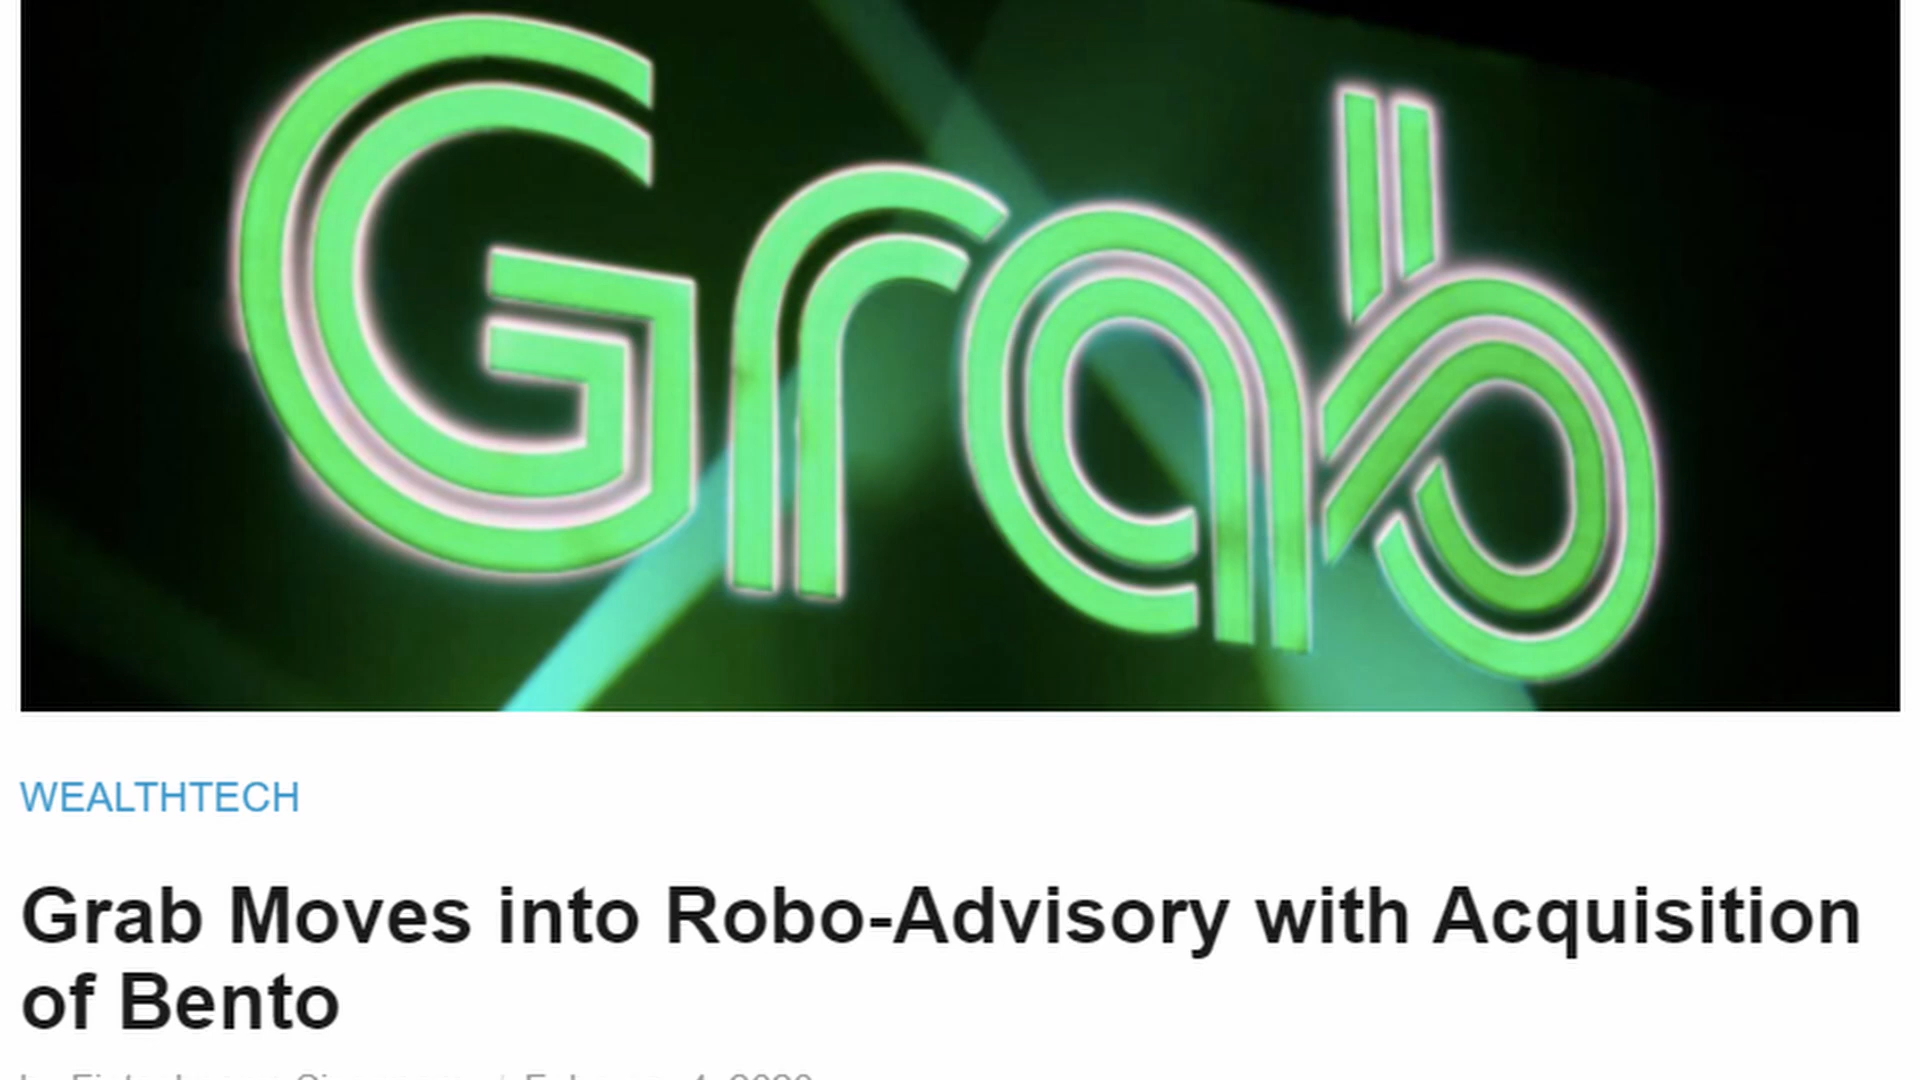 Grab
WEALTHTECH
Grab Moves into Robo-Advisory with Acquisition
of Bento